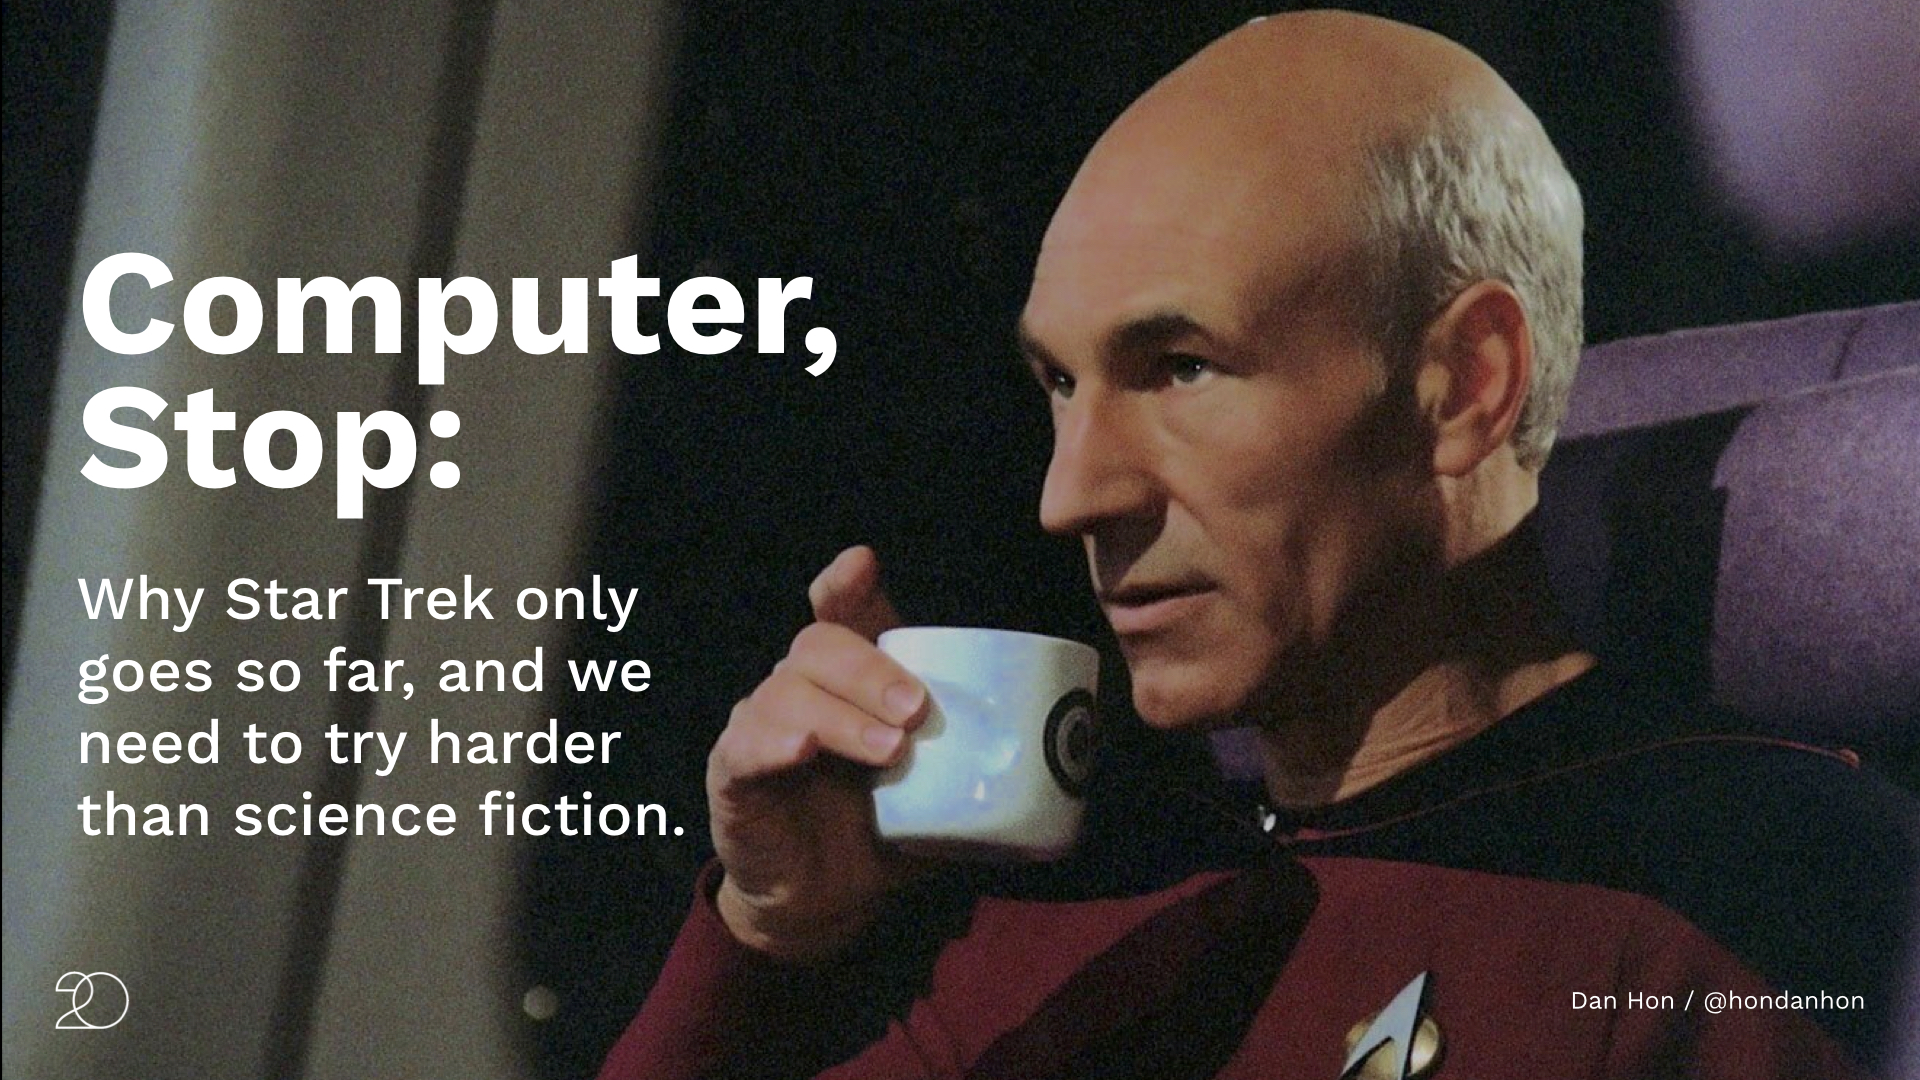 Computer,
Stop:
Why Star Trek only
goes so far, and we
need to try harder
than science fiction.
20
Dan Hon / @hondanhon